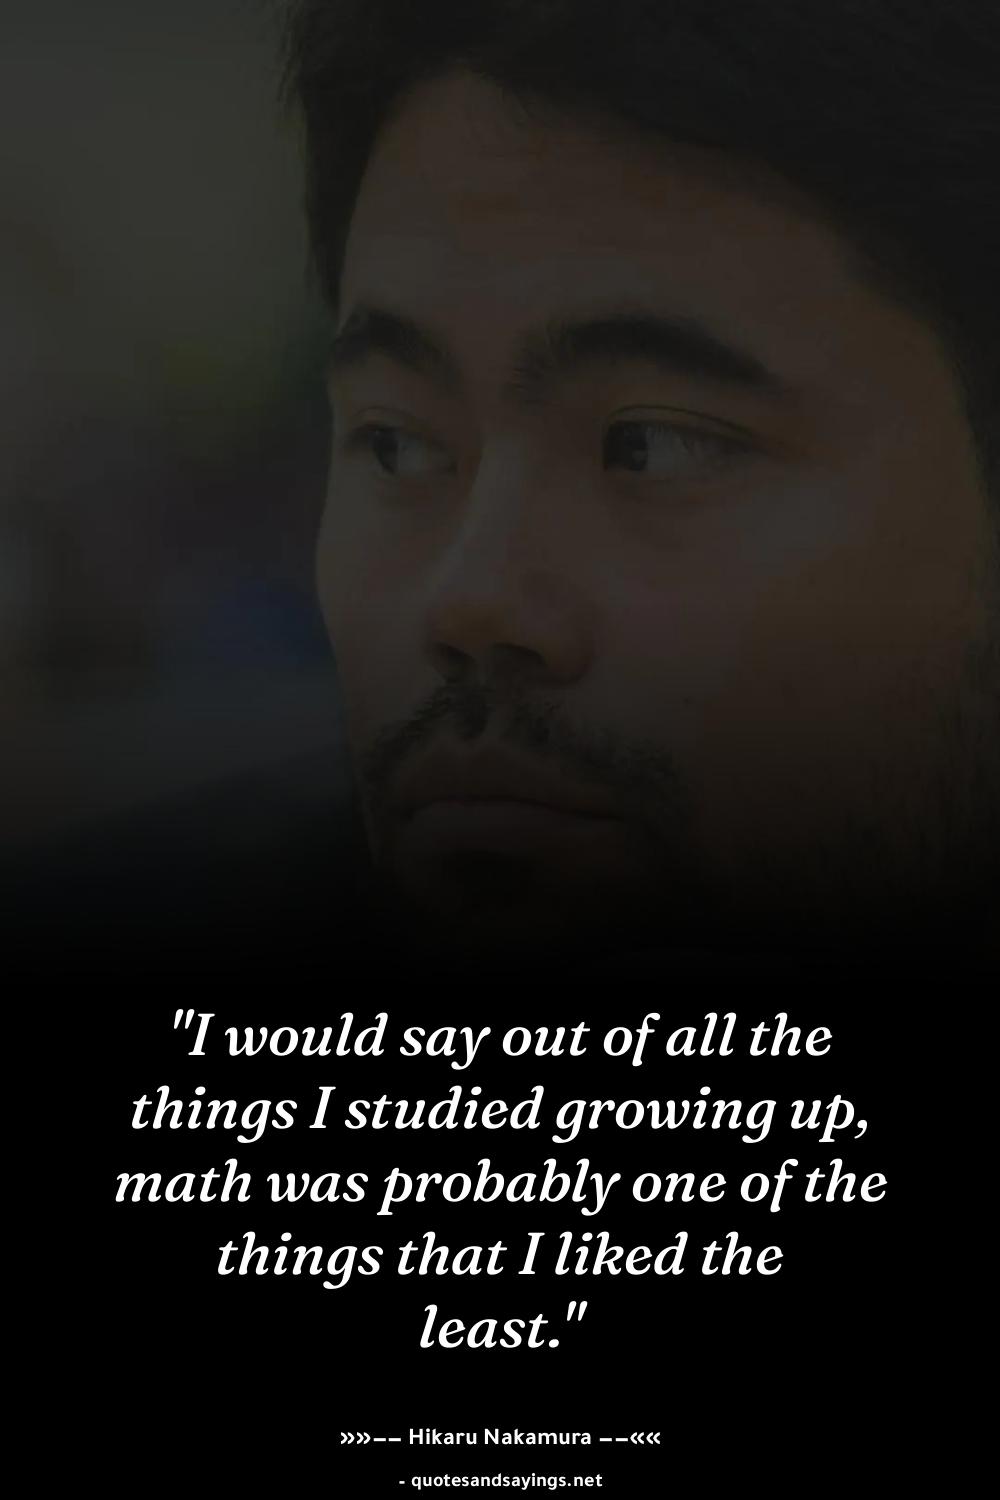 "I would say out of all the
things I studied growing up,
math was probably one of the
things that I liked the
least."
»»–– Hikaru Nakamura ––««
- quotesandsayings.net